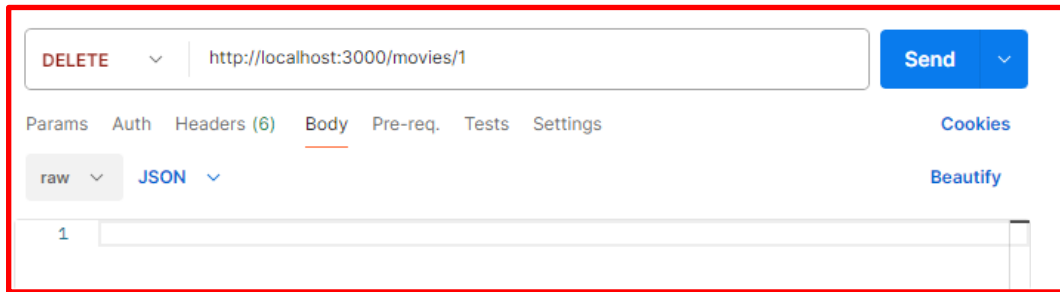 DELETE http://localhost:3000/movies/1 Send
Params Auth Headers (6) Body Pre-req. Tests Settings Cookies
raw JSON Beautify
1